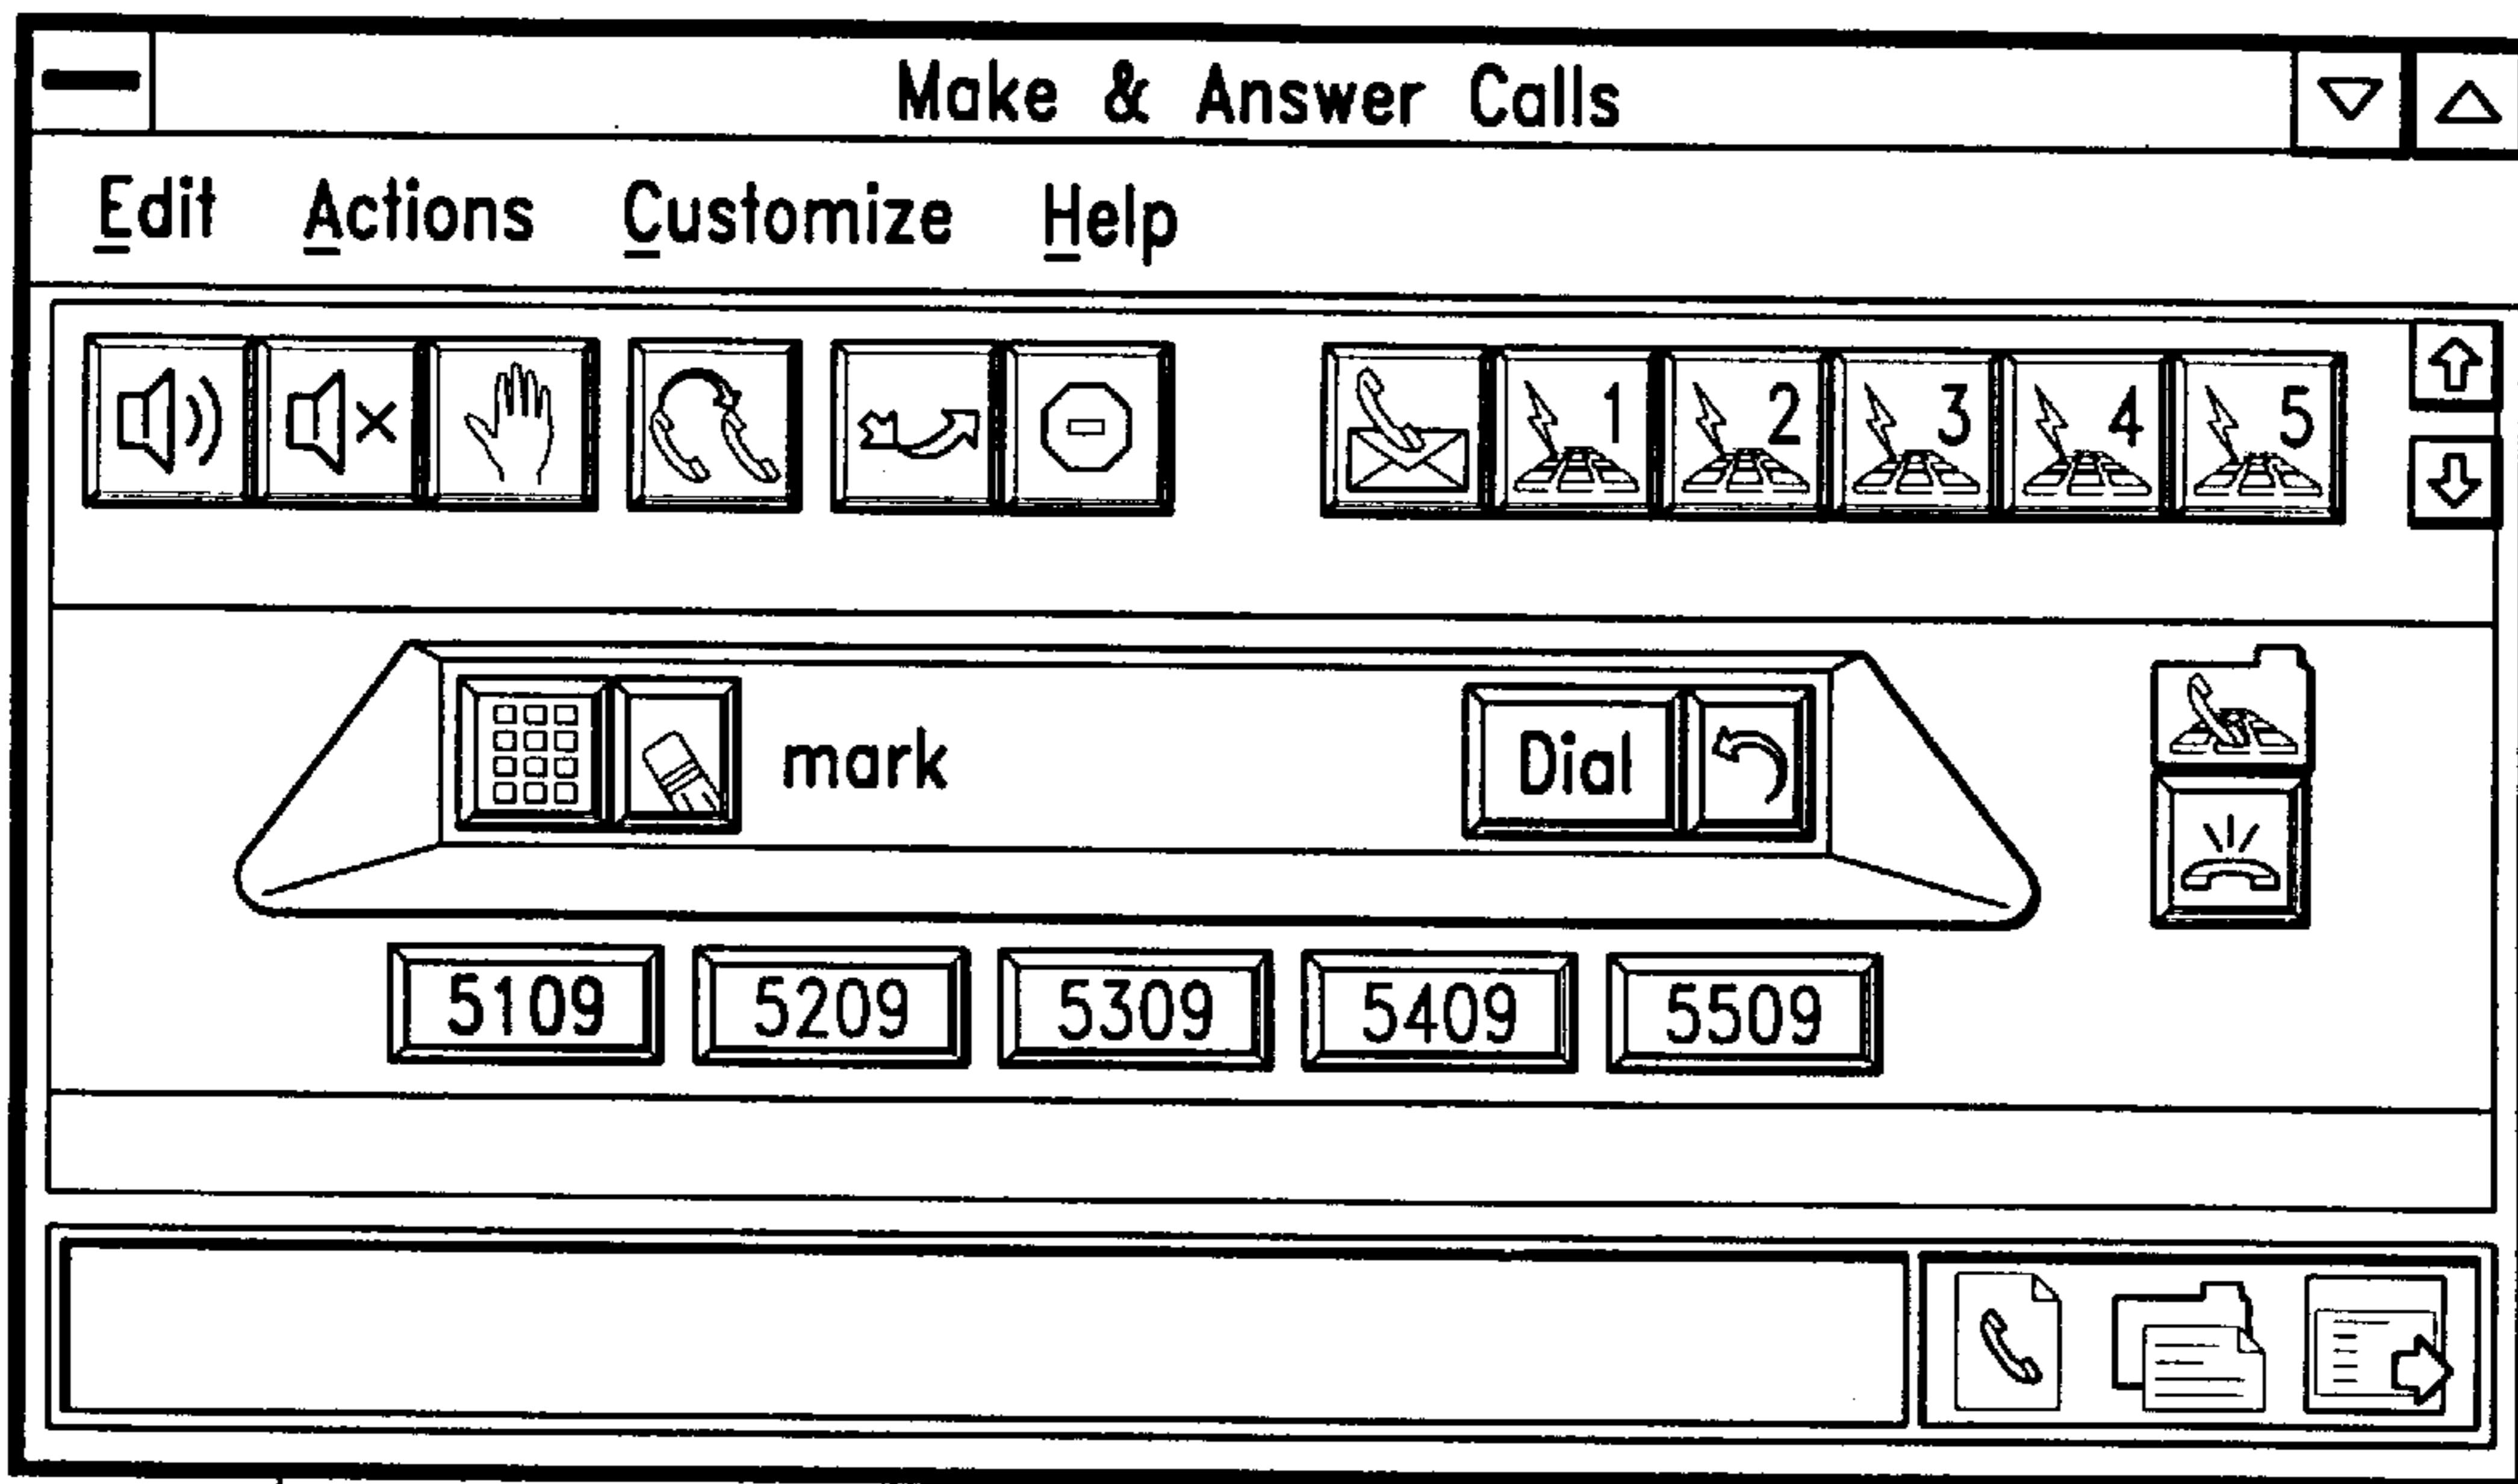 Make & Answer Calls
Edit Actions Customize Help
1 2 3 4 5
mark Dial
5109 5209 5309 5409 5509